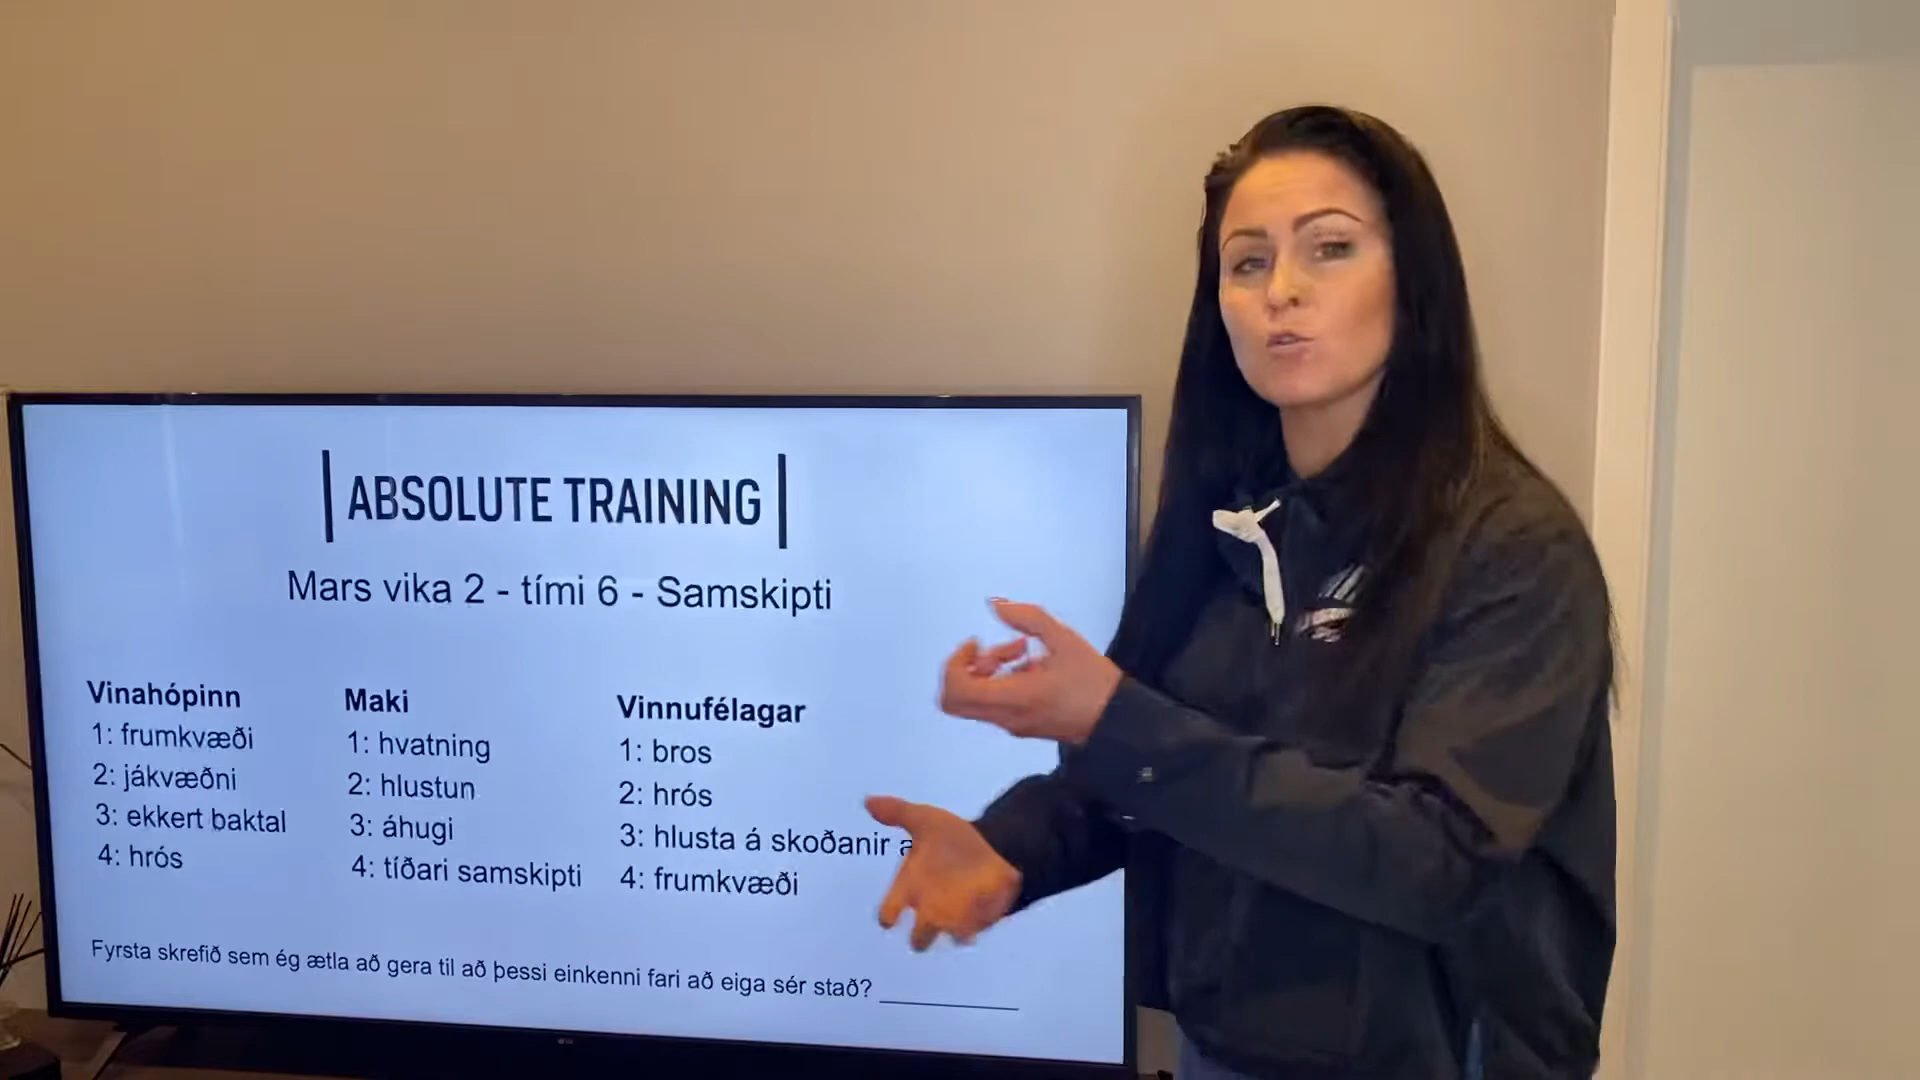 ABSOLUTE TRAINING
Mars vika 2 - tími 6 - Samskipti
Vinahópinn
1: frumkvæði
2: jákvæðni
3: ekkert baktal
4: hrós
Maki
1: hvatning
2: hlustun
3: áhugi
4: tíðari samskipti
Vinnufélagar
1: bros
2: hrós
3: hlusta á skoðanir
4: frumkvæði
Fyrsta skrefið sem ég ætla að gera til að þessi einkenni fari að eiga sér stað? __________